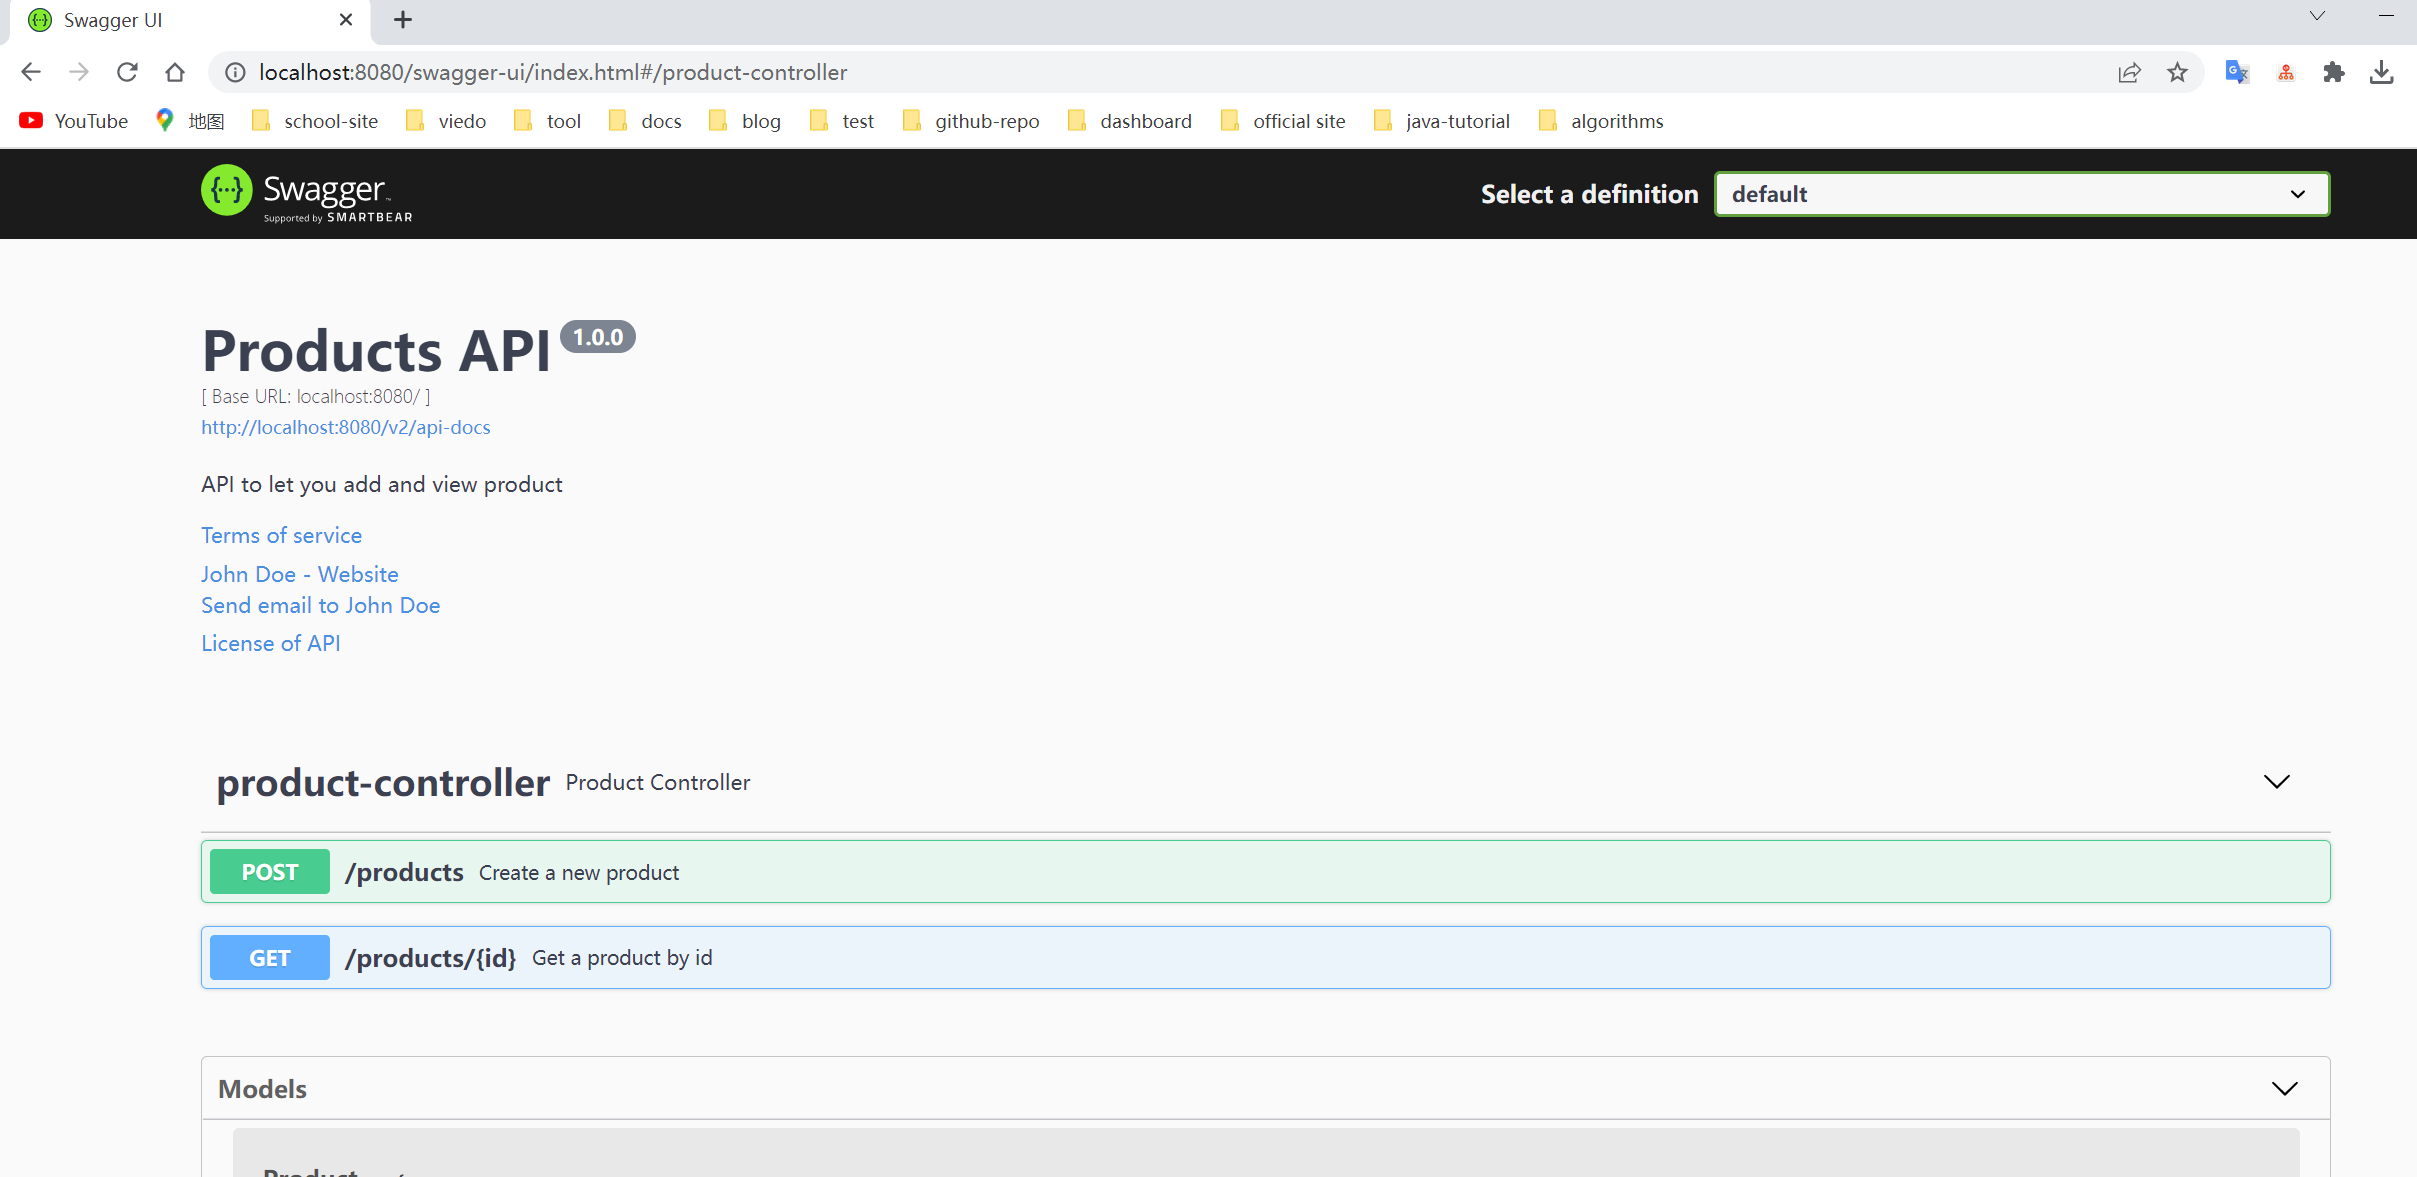 Swagger UI
localhost:8080/swagger-ui/index.html#/product-controller
YouTube 地图 school-site viedo tool docs blog test github-repo dashboard official site java-tutorial algorithms
Swagger
Supported by SMARTBEAR
Select a definition default
Products API 1.0.0
[ Base URL: localhost:8080/ ]
http://localhost:8080/v2/api-docs
API to let you add and view product
Terms of service
John Doe - Website
Send email to John Doe
License of API
product-controller Product Controller
POST /products Create a new product
GET /products/{id} Get a product by id
Models
Product